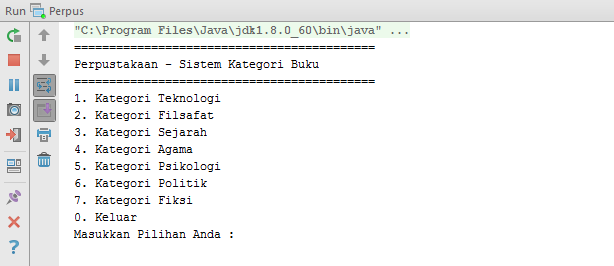 Run Perpus
"C:\Program Files\Java\jdk1.8.0_60\bin\java" ...
========================================
Perpustakaan - Sistem Kategori Buku
========================================
1. Kategori Teknologi
2. Kategori Filsafat
3. Kategori Sejarah
4. Kategori Agama
5. Kategori Psikologi
6. Kategori Politik
7. Kategori Fiksi
0. Keluar
Masukkan Pilihan Anda :